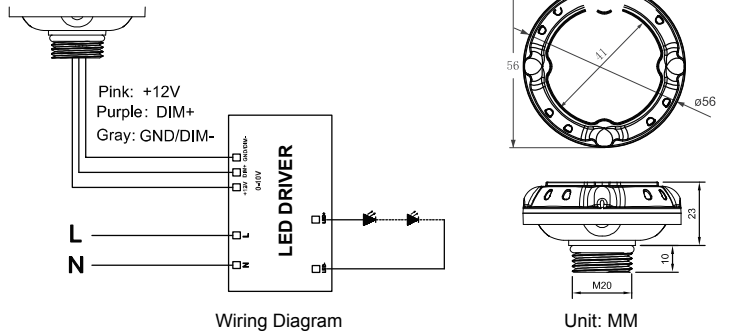 Pink: +12V
Purple: DIM+
Gray: GND/DIM-
GND/DIM-
DIM+
+12V
0-10V
LED DRIVER
L
N
L
N
Wiring Diagram
56
41
ø56
23
10
M20
Unit: MM